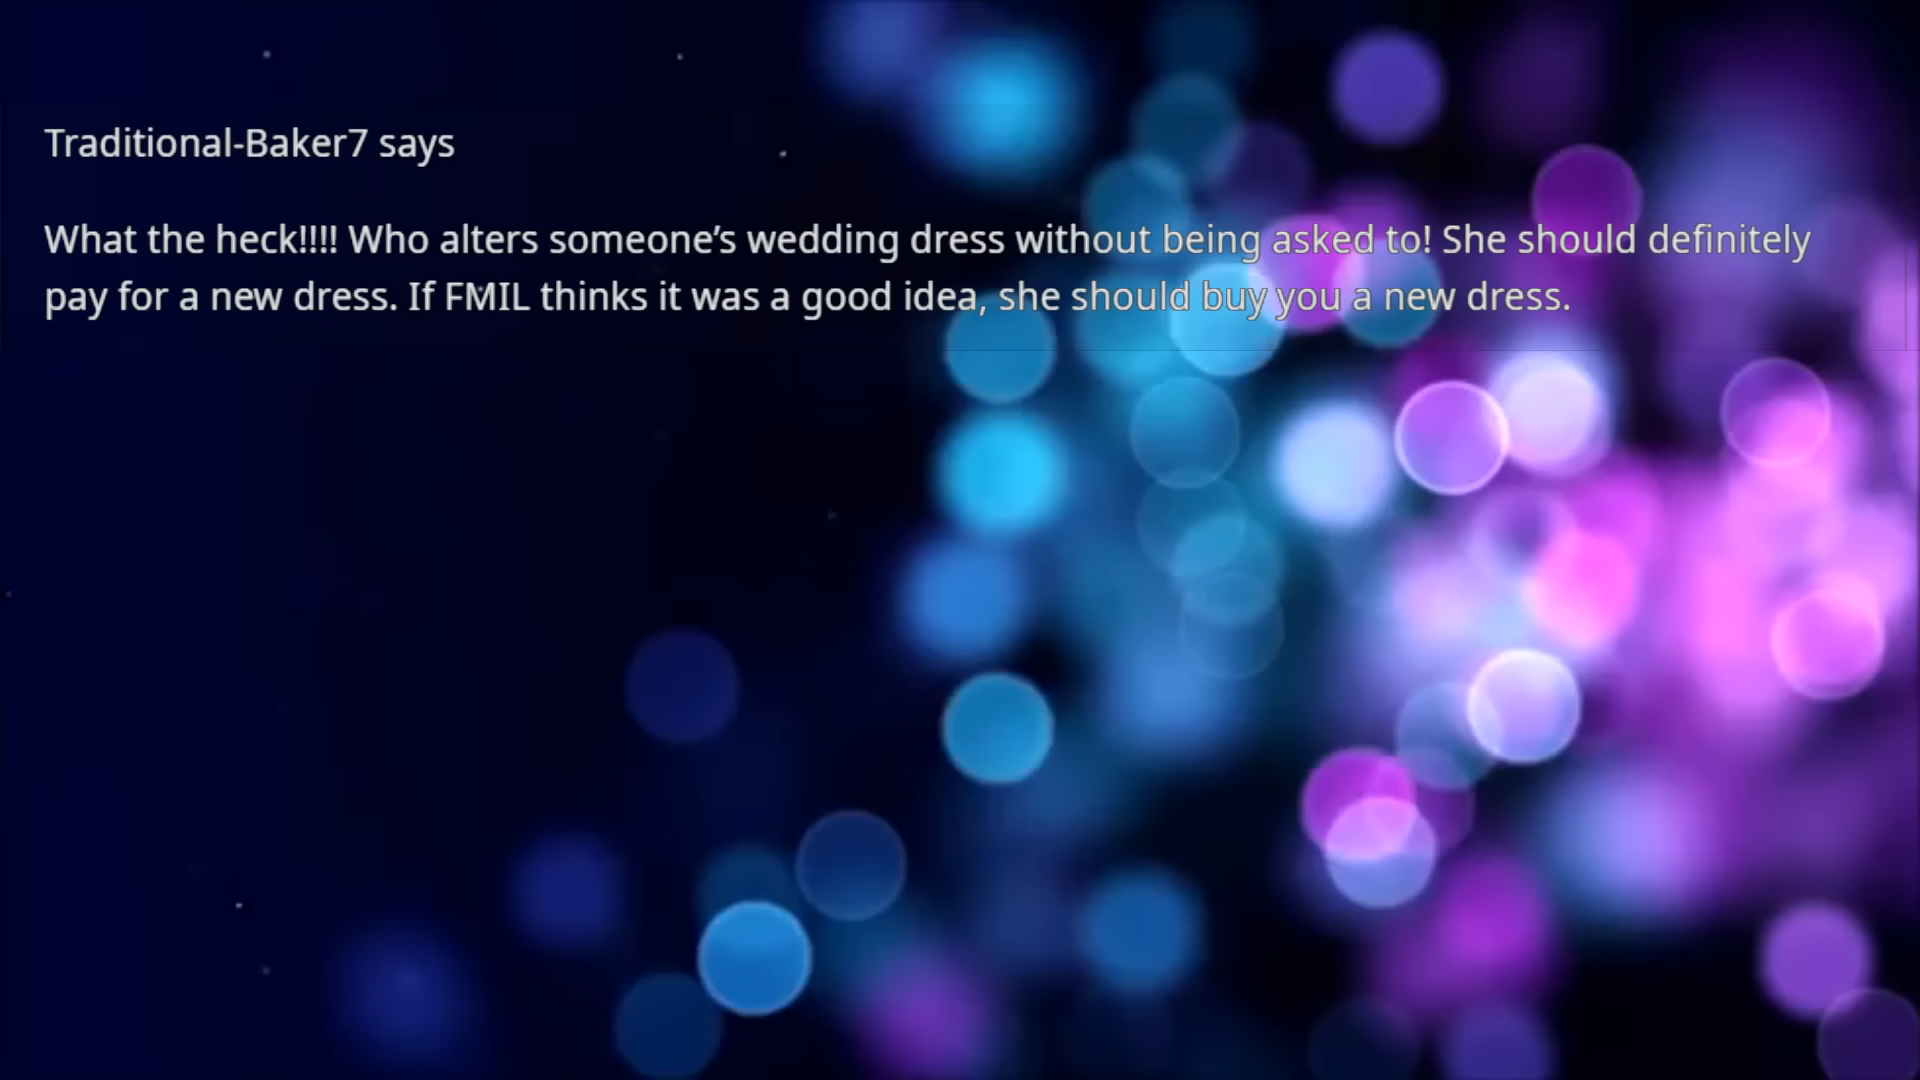 Traditional-Baker7 says
What the heck!!!! Who alters someone’s wedding dress without being asked to! She should definitely
pay for a new dress. If FMIL thinks it was a good idea, she should buy you a new dress.